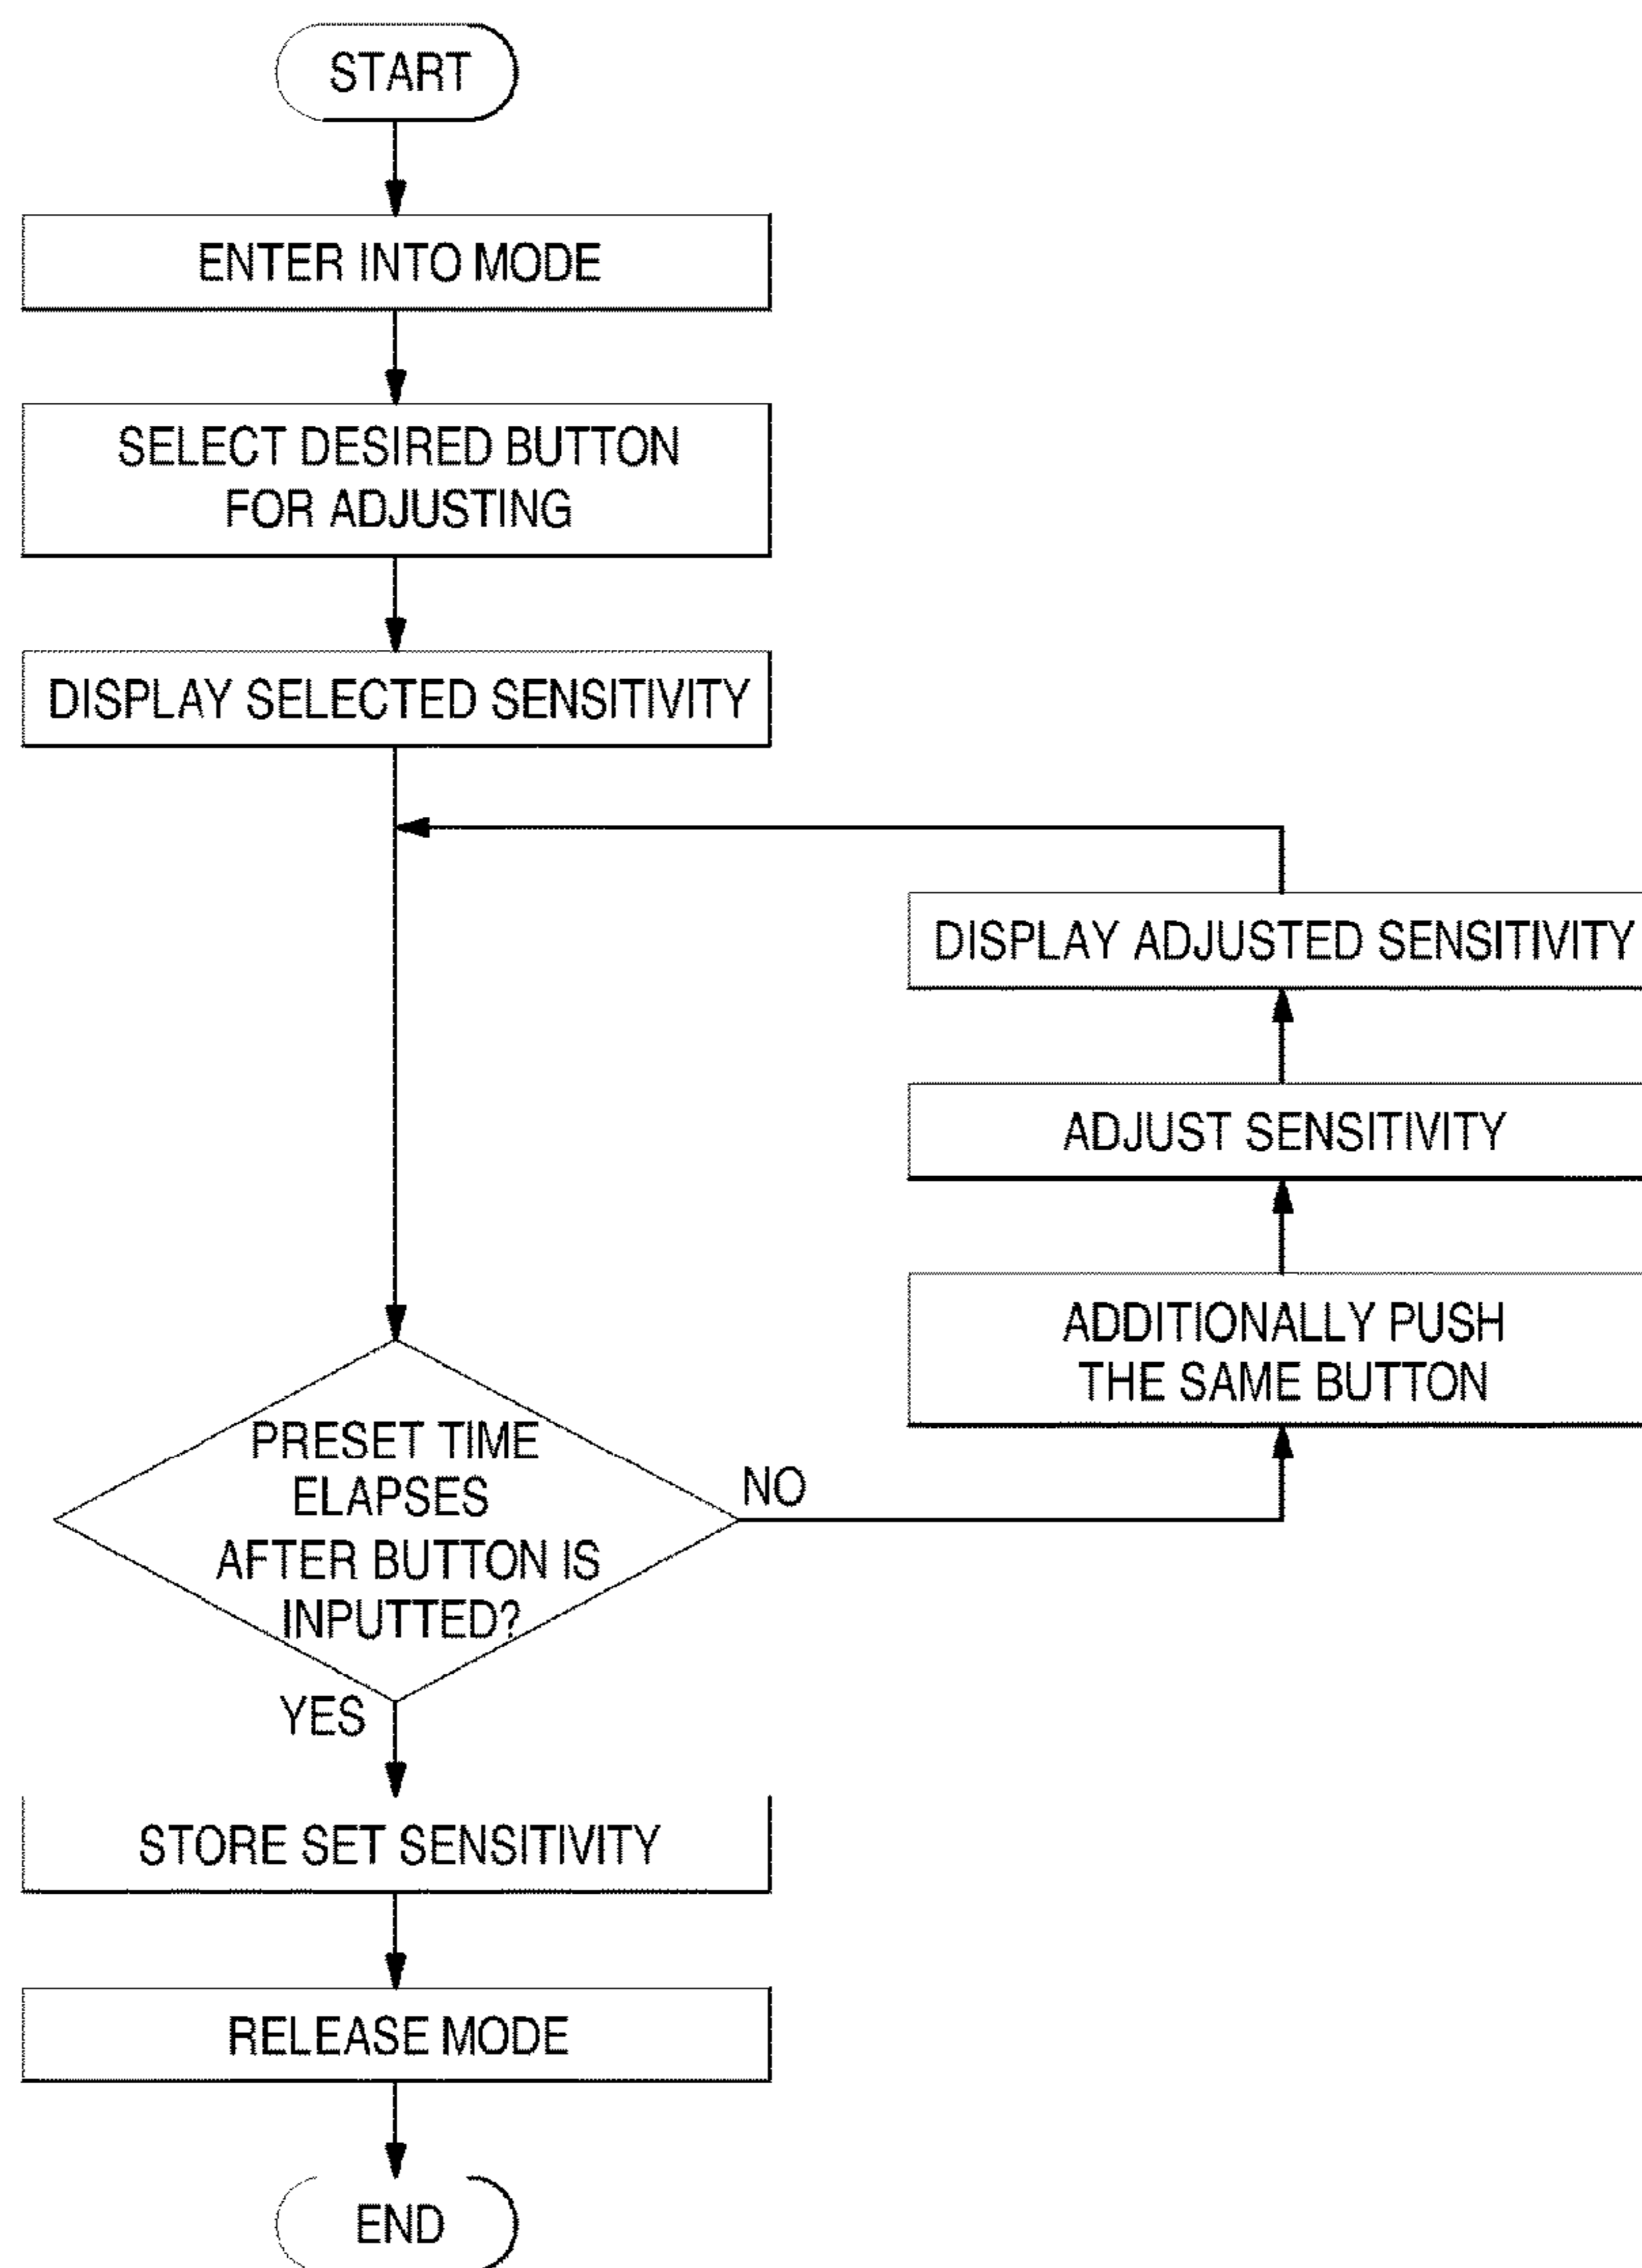 START
ENTER INTO MODE
SELECT DESIRED BUTTON
FOR ADJUSTING
DISPLAY SELECTED SENSITIVITY
DISPLAY ADJUSTED SENSITIVITY
ADJUST SENSITIVITY
ADDITIONALLY PUSH
THE SAME BUTTON
PRESET TIME
ELAPSES
AFTER BUTTON IS
INPUTTED?
NO
YES
STORE SET SENSITIVITY
RELEASE MODE
END